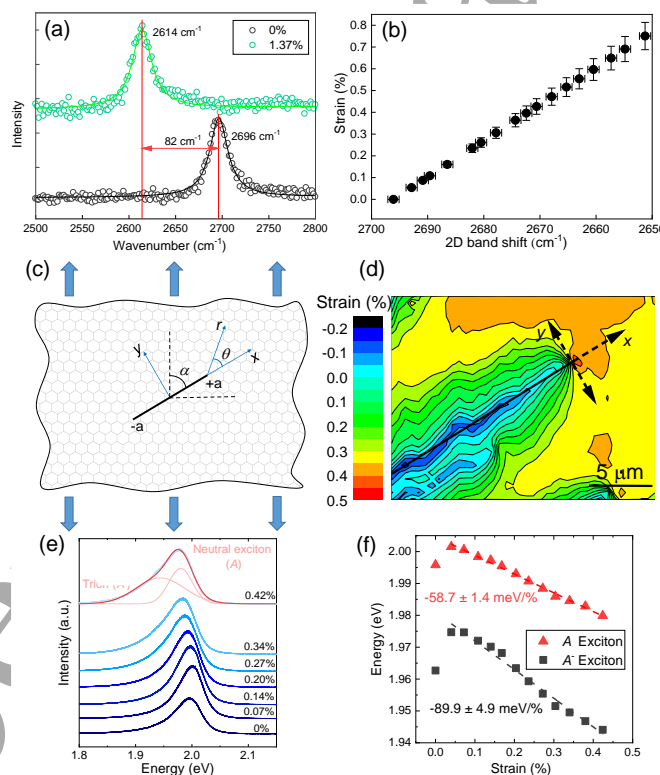 (a)
2614 cm⁻¹
0%
1.37%
82 cm⁻¹
2696 cm⁻¹
Intensity
2500 2550 2600 2650 2700 2750 2800
Wavenumber (cm⁻¹)
(b)
Strain (%)
0.8
0.7
0.6
0.5
0.4
0.3
0.2
0.1
0.0
2700 2690 2680 2670 2660 2650
2D band shift (cm⁻¹)
(c)
y
r
θ
x
α
+a
-a
(d)
Strain (%)
-0.2
-0.1
0.0
0.1
0.2
0.3
0.4
0.5
y
x
5 μm
(e)
Neutral exciton
(A)
0.42%
0.34%
0.27%
0.20%
0.14%
0.07%
0%
Intensity (a.u.)
1.8 1.9 2.0 2.1
Energy (eV)
(f)
2.00
1.99
1.98
1.97
1.96
1.95
1.94
Energy (eV)
-58.7 ± 1.4 meV/%
A Exciton
A⁻ Exciton
-89.9 ± 4.9 meV/%
0.0 0.1 0.2 0.3 0.4 0.5
Strain (%)